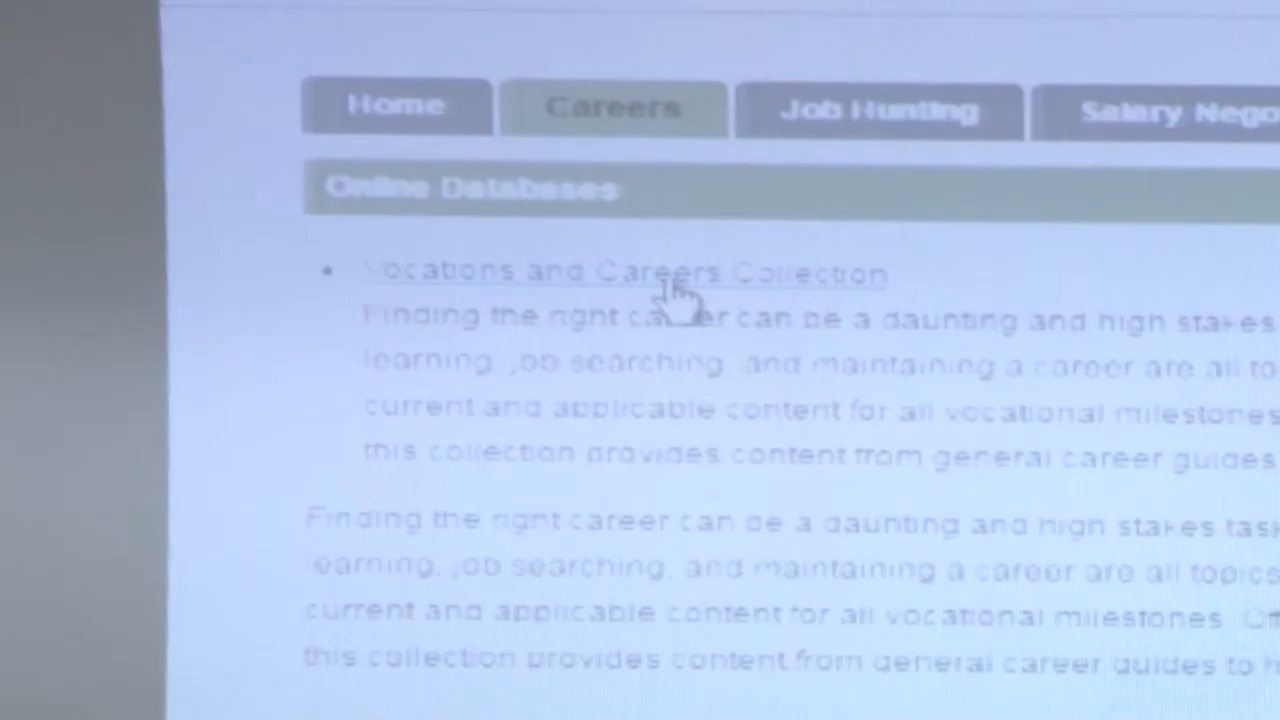 Home Careers Job Hunting Salary Nego
Online Databases
• Vocations and Careers Collection
Finding the right career can be a daunting and high stakes
learning, job searching, and maintaining a career are all to
current and applicable content for all vocational milestones
this collection provides content from general career guides
Finding the right career can be a daunting and high stakes task
learning, job searching, and maintaining a career are all topics
current and applicable content for all vocational milestones. Of
this collection provides content from general career guides to h